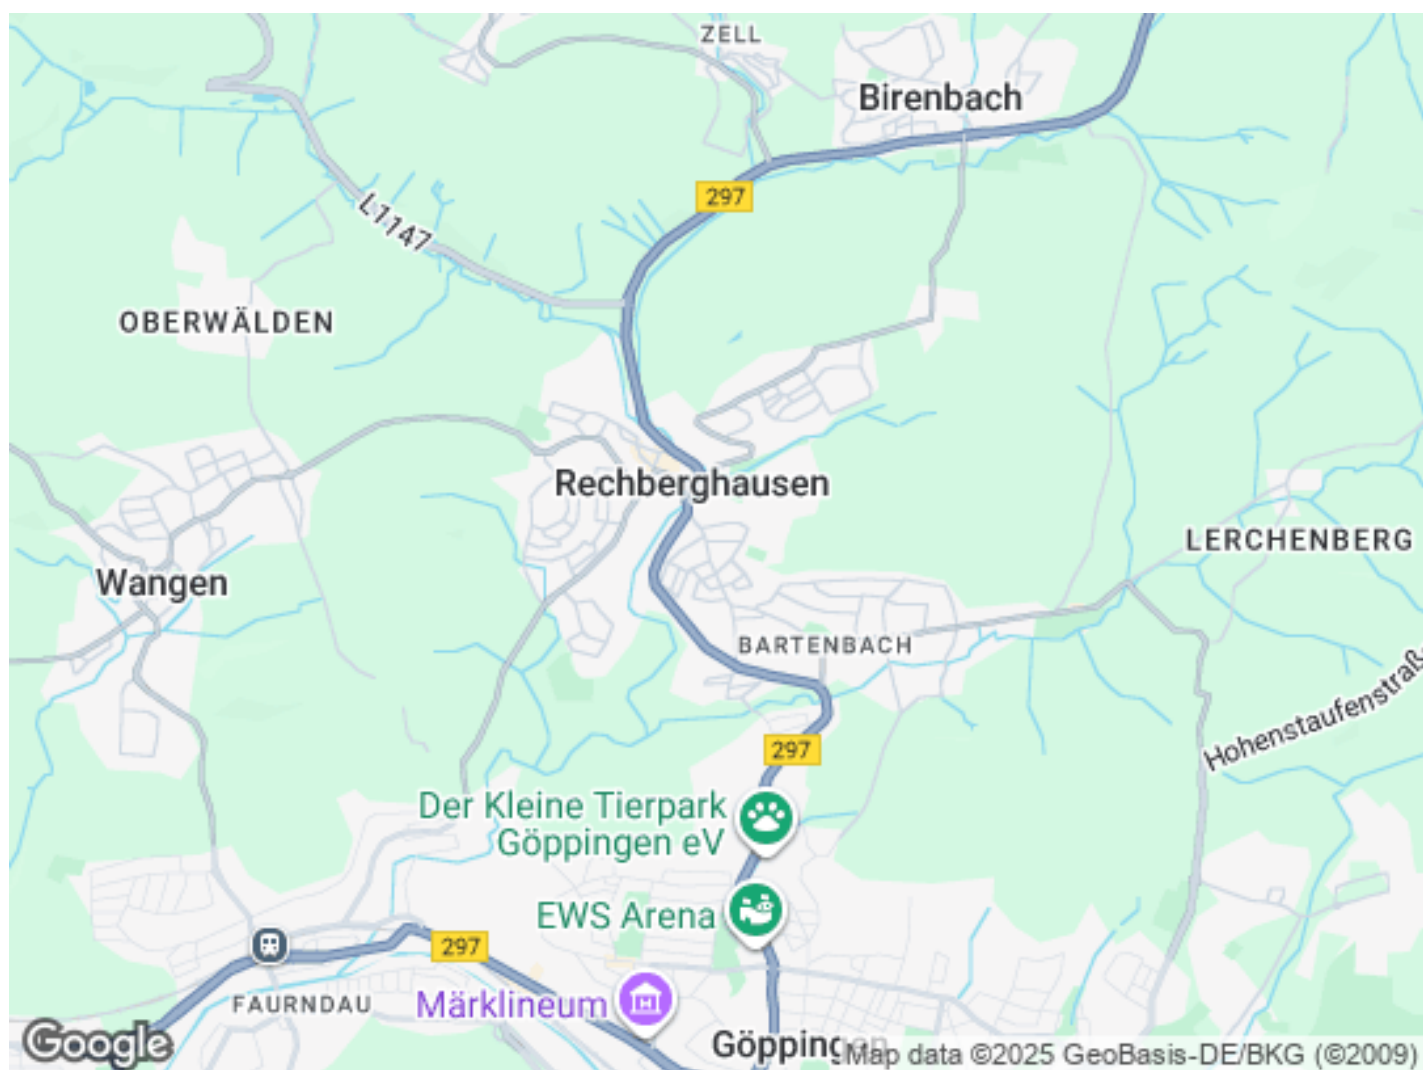 ZELL
Birenbach
297
L1147
OBERWÄLDEN
Rechberghausen
LERCHENBERG
Wangen
BARTENBACH
Hohenstaufenstraß
297
Der Kleine Tierpark
Göppingen eV
EWS Arena
297
FAURNDAU
Märklineum
Göppingen
Google
Map data ©2025 GeoBasis-DE/BKG (©2009)